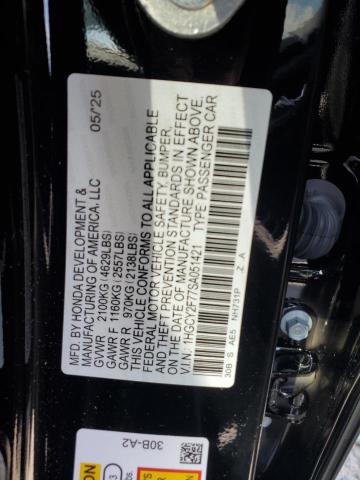 MFD BY HONDA DEVELOPMENT &
MANUFACTURING OF AMERICA, LLC 05/25
GVWR 2100KG(4629LBS)
GAWR F 1160KG(2557LBS)
GAWR R 970KG(2138LBS)
THIS VEHICLE CONFORMS TO ALL APPLICABLE
FEDERAL MOTOR VEHICLE SAFETY, BUMPER,
AND THEFT PREVENTION STANDARDS IN EFFECT
ON THE DATE OF MANUFACTURE SHOWN ABOVE.
V.I.N. 1HGCY2F77SA051421 TYPE PASSENGER CAR
30B S AE5 NH731P Z A
30B-A2